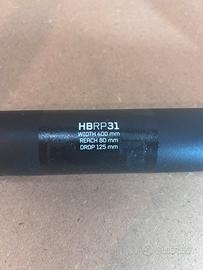 HBRP31
WIDTH 400 mm
REACH 80 mm
DROP 125 mm